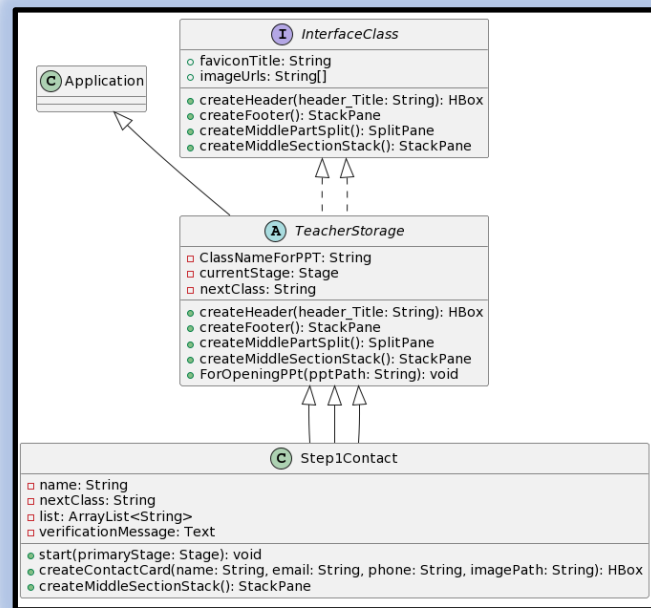 I InterfaceClass
faviconTitle: String
imageUrls: String[]
createHeader(header_Title: String): HBox
createFooter(): StackPane
createMiddlePartSplit(): SplitPane
createMiddleSectionStack(): StackPane
C Application
A TeacherStorage
ClassNameForPPT: String
currentStage: Stage
nextClass: String
createHeader(header_Title: String): HBox
createFooter(): StackPane
createMiddlePartSplit(): SplitPane
createMiddleSectionStack(): StackPane
ForOpeningPPt(pptPath: String): void
C Step1Contact
name: String
nextClass: String
list: ArrayList<String>
verificationMessage: Text
start(primaryStage: Stage): void
createContactCard(name: String, email: String, phone: String, imagePath: String): HBox
createMiddleSectionStack(): StackPane